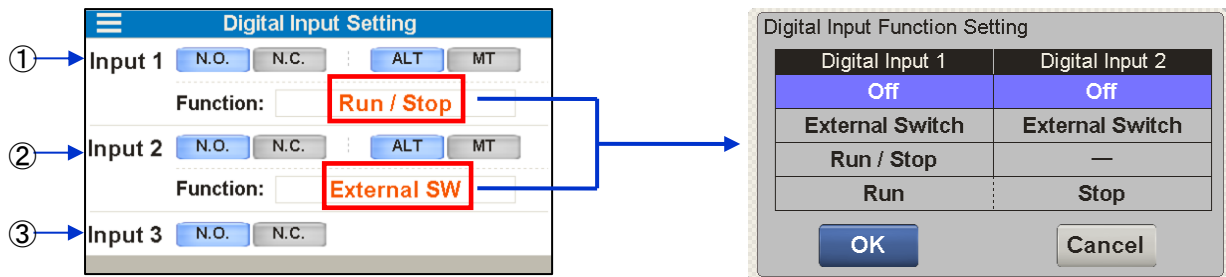 Digital Input Setting
① Input 1 N.O. N.C. ALT MT
Function: Run / Stop
② Input 2 N.O. N.C. ALT MT
Function: External SW
③ Input 3 N.O. N.C.
Digital Input Function Setting
Digital Input 1 Digital Input 2
Off Off
External Switch External Switch
Run / Stop —
Run Stop
OK Cancel